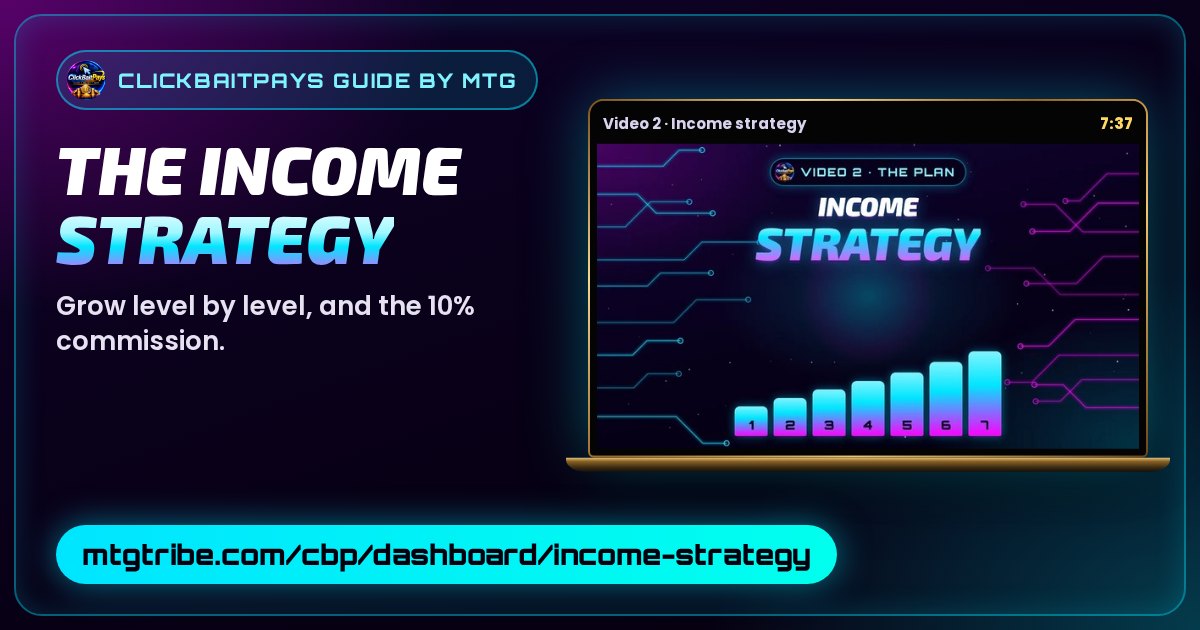 ClickBaitPays
CLICKBAITPAYS GUIDE BY MTG
THE INCOME
STRATEGY
Grow level by level, and the 10%
commission.
Video 2 · Income strategy
7:37
VIDEO 2 · THE PLAN
INCOME
STRATEGY
1 2 3 4 5 6 7
mtgtribe.com/cbp/dashboard/income-strategy